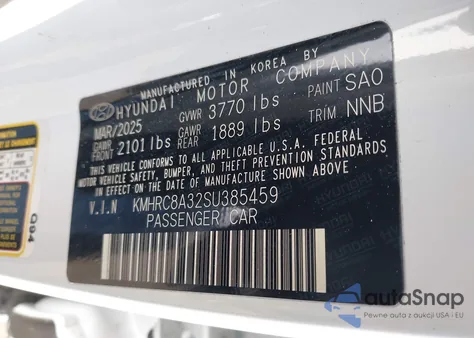 MANUFACTURED IN KOREA BY
HYUNDAI MOTOR COMPANY
MAR/2025 GVWR 3770 lbs PAINT SAO
GAWR FRONT 2101 lbs GAWR REAR 1889 lbs TRIM NNB
THIS VEHICLE CONFORMS TO ALL APPLICABLE U.S.A. FEDERAL
MOTOR VEHICLE SAFETY, BUMPER, AND THEFT PREVENTION STANDARDS
IN EFFECT ON THE DATE OF MANUFACTURE SHOWN ABOVE.
V.I.N KMHRC8A32SU385459
PASSENGER CAR
G94
autoSnap
Pewne auta z aukcji USA i EU